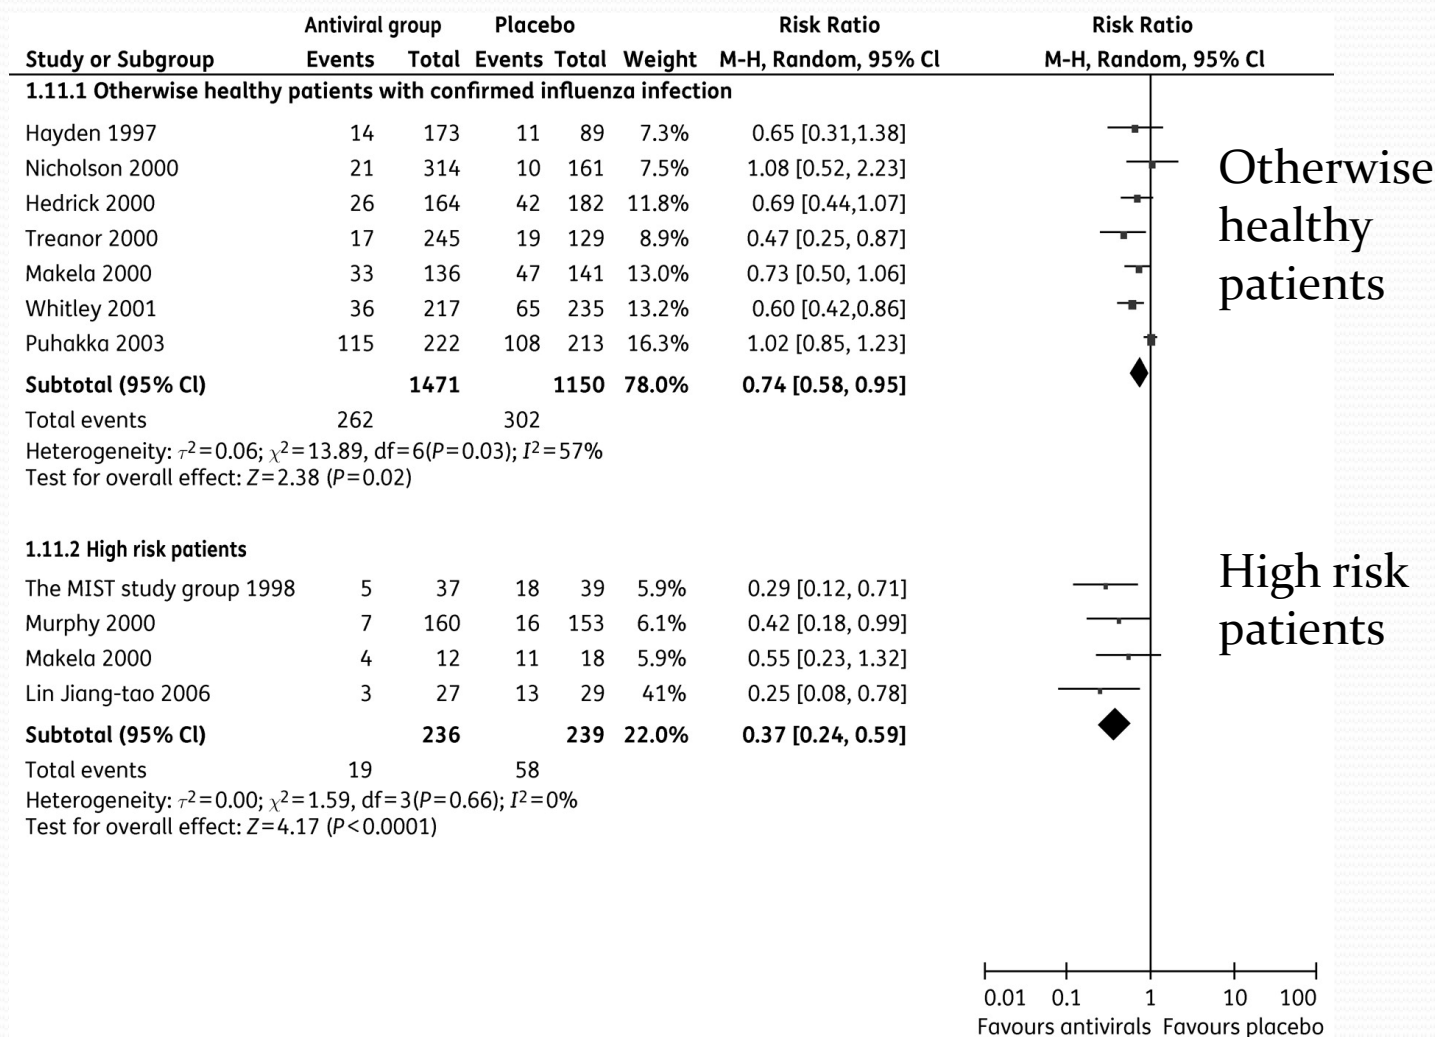 Antiviral group Placebo Risk Ratio Risk Ratio
Study or Subgroup Events Total Events Total Weight M-H, Random, 95% CI M-H, Random, 95% CI
1.11.1 Otherwise healthy patients with confirmed influenza infection
Hayden 1997 14 173 11 89 7.3% 0.65 [0.31,1.38]
Nicholson 2000 21 314 10 161 7.5% 1.08 [0.52, 2.23]
Hedrick 2000 26 164 42 182 11.8% 0.69 [0.44,1.07]
Treanor 2000 17 245 19 129 8.9% 0.47 [0.25, 0.87]
Makela 2000 33 136 47 141 13.0% 0.73 [0.50, 1.06]
Whitley 2001 36 217 65 235 13.2% 0.60 [0.42,0.86]
Puhakka 2003 115 222 108 213 16.3% 1.02 [0.85, 1.23]
Subtotal (95% CI) 1471 1150 78.0% 0.74 [0.58, 0.95]
Total events 262 302
Heterogeneity: τ²=0.06; χ²=13.89, df=6(P=0.03); I²=57%
Test for overall effect: Z=2.38 (P=0.02)
Otherwise
healthy
patients
1.11.2 High risk patients
The MIST study group 1998 5 37 18 39 5.9% 0.29 [0.12, 0.71]
Murphy 2000 7 160 16 153 6.1% 0.42 [0.18, 0.99]
Makela 2000 4 12 11 18 5.9% 0.55 [0.23, 1.32]
Lin Jiang-tao 2006 3 27 13 29 41% 0.25 [0.08, 0.78]
Subtotal (95% CI) 236 239 22.0% 0.37 [0.24, 0.59]
Total events 19 58
Heterogeneity: τ²=0.00; χ²=1.59, df=3(P=0.66); I²=0%
Test for overall effect: Z=4.17 (P<0.0001)
High risk
patients
0.01 0.1 1 10 100
Favours antivirals Favours placebo